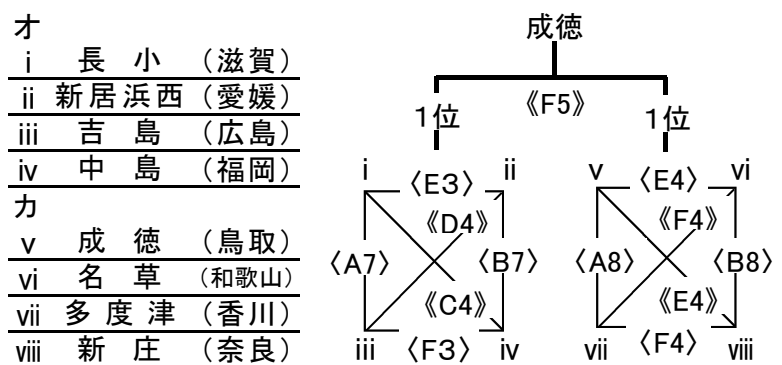 オ
ⅰ 長小 (滋賀)
ⅱ 新居浜西 (愛媛)
ⅲ 吉島 (広島)
ⅳ 中島 (福岡)
カ
ⅴ 成徳 (鳥取)
ⅵ 名草 (和歌山)
ⅶ 多度津 (香川)
ⅷ 新庄 (奈良)
成徳
《F5》
1位 1位
ⅰ 〈E3〉 ⅱ ⅴ 〈E4〉 ⅵ
《D4》 《F4》
〈A7〉 〈B7〉 〈A8〉 〈B8〉
《C4》 《E4》
ⅲ 〈F3〉 ⅳ ⅶ 〈F4〉 ⅷ